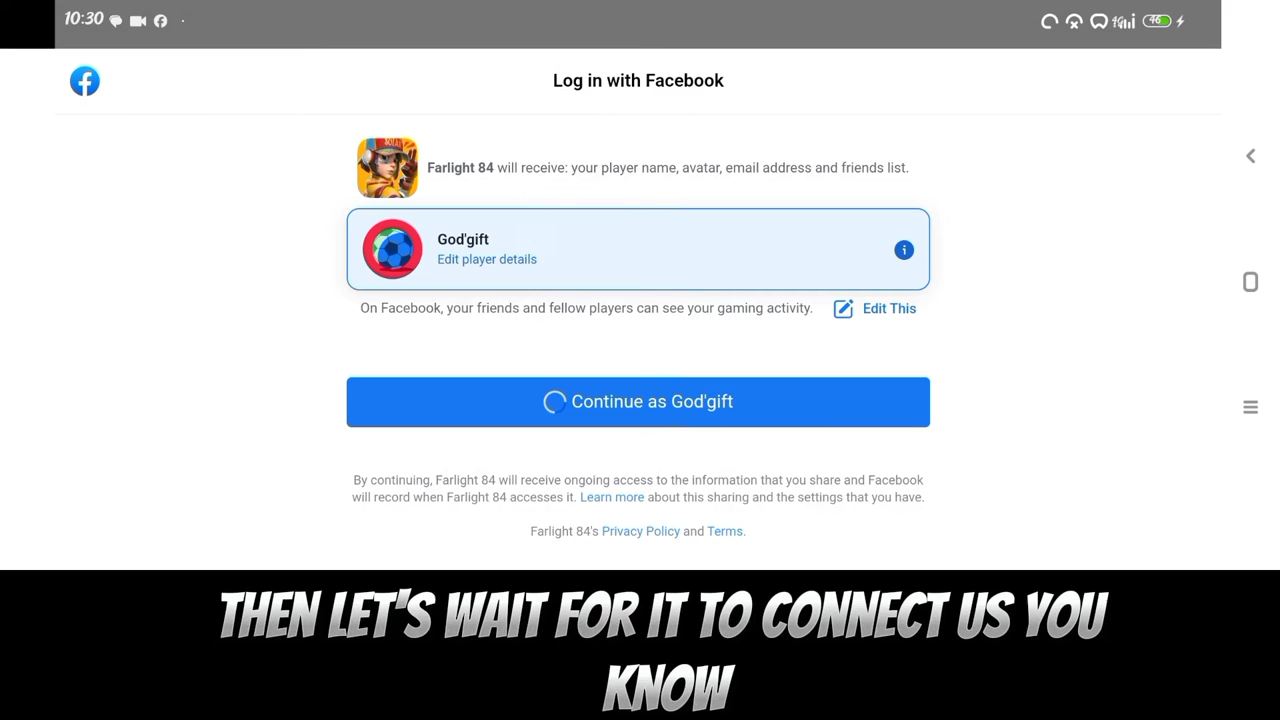 10:30
4G 46
Log in with Facebook
Farlight 84 will receive: your player name, avatar, email address and friends list.
God'gift
Edit player details
On Facebook, your friends and fellow players can see your gaming activity. Edit This
Continue as God'gift
By continuing, Farlight 84 will receive ongoing access to the information that you share and Facebook
will record when Farlight 84 accesses it. Learn more about this sharing and the settings that you have.
Farlight 84's Privacy Policy and Terms.
THEN LET'S WAIT FOR IT TO CONNECT US YOU
KNOW